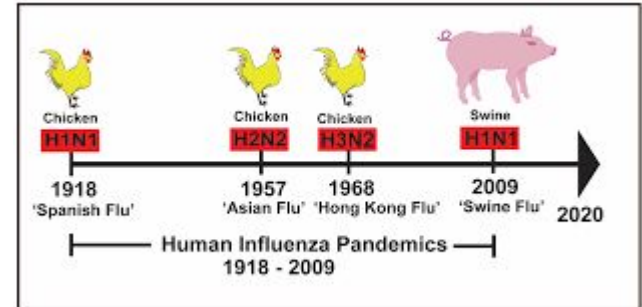 Chicken Chicken Chicken Swine
H1N1 H2N2 H3N2 H1N1
1918 1957 1968 2009
'Spanish Flu' 'Asian Flu' 'Hong Kong Flu' 'Swine Flu'
2020
Human Influenza Pandemics
1918 - 2009